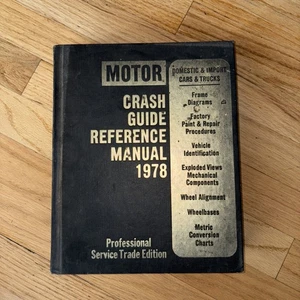 MOTOR
CRASH
GUIDE
REFERENCE
MANUAL
1978
Professional
Service Trade Edition
DOMESTIC & IMPORT
CARS & TRUCKS
Frame
Diagrams
Factory
Paint & Repair
Procedures
Vehicle
Identification
Exploded Views
Mechanical
Components
Wheel Alignment
Wheelbases
Metric
Conversion
Charts